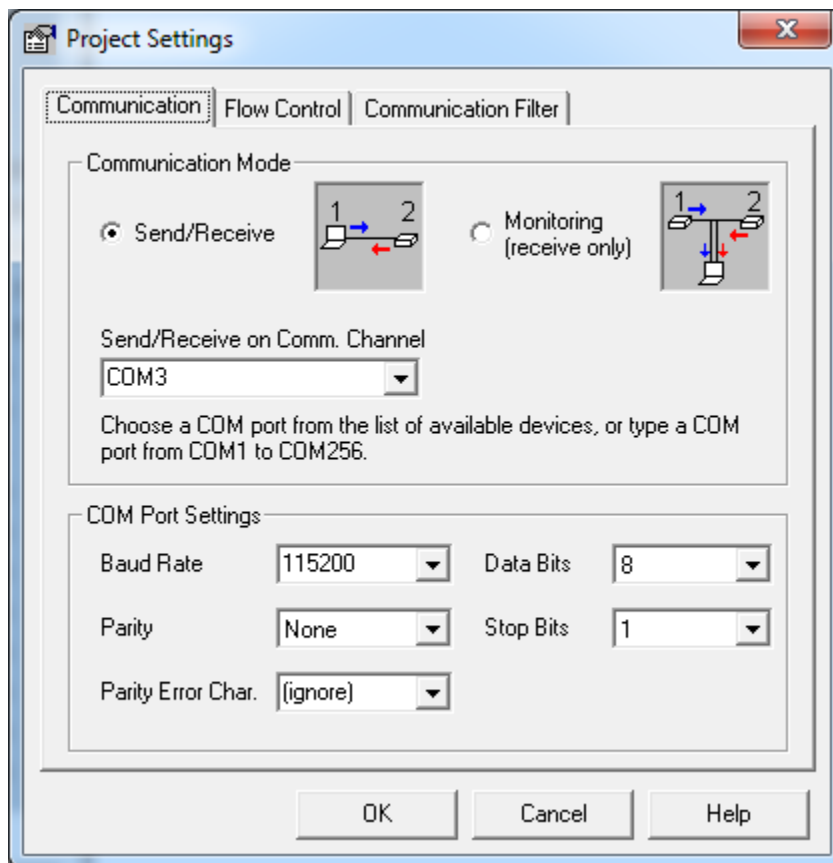 Project Settings
Communication Flow Control Communication Filter
Communication Mode
Send/Receive
1 2
Monitoring
(receive only)
1 2
Send/Receive on Comm. Channel
COM3
Choose a COM port from the list of available devices, or type a COM
port from COM1 to COM256.
COM Port Settings
Baud Rate 115200 Data Bits 8
Parity None Stop Bits 1
Parity Error Char. (ignore)
OK Cancel Help